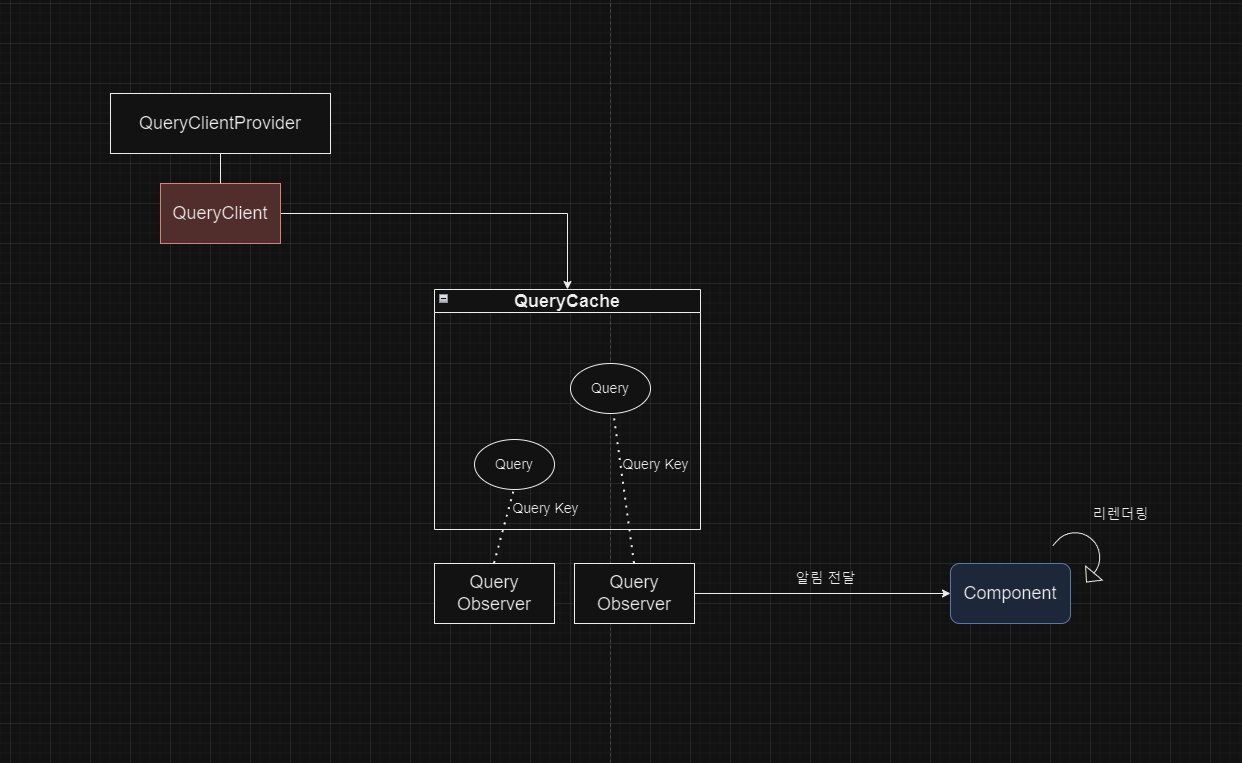 QueryClientProvider
QueryClient
QueryCache
Query
Query
Query Key
Query Key
리렌더링
Query
Observer
Query
Observer
알림 전달
Component